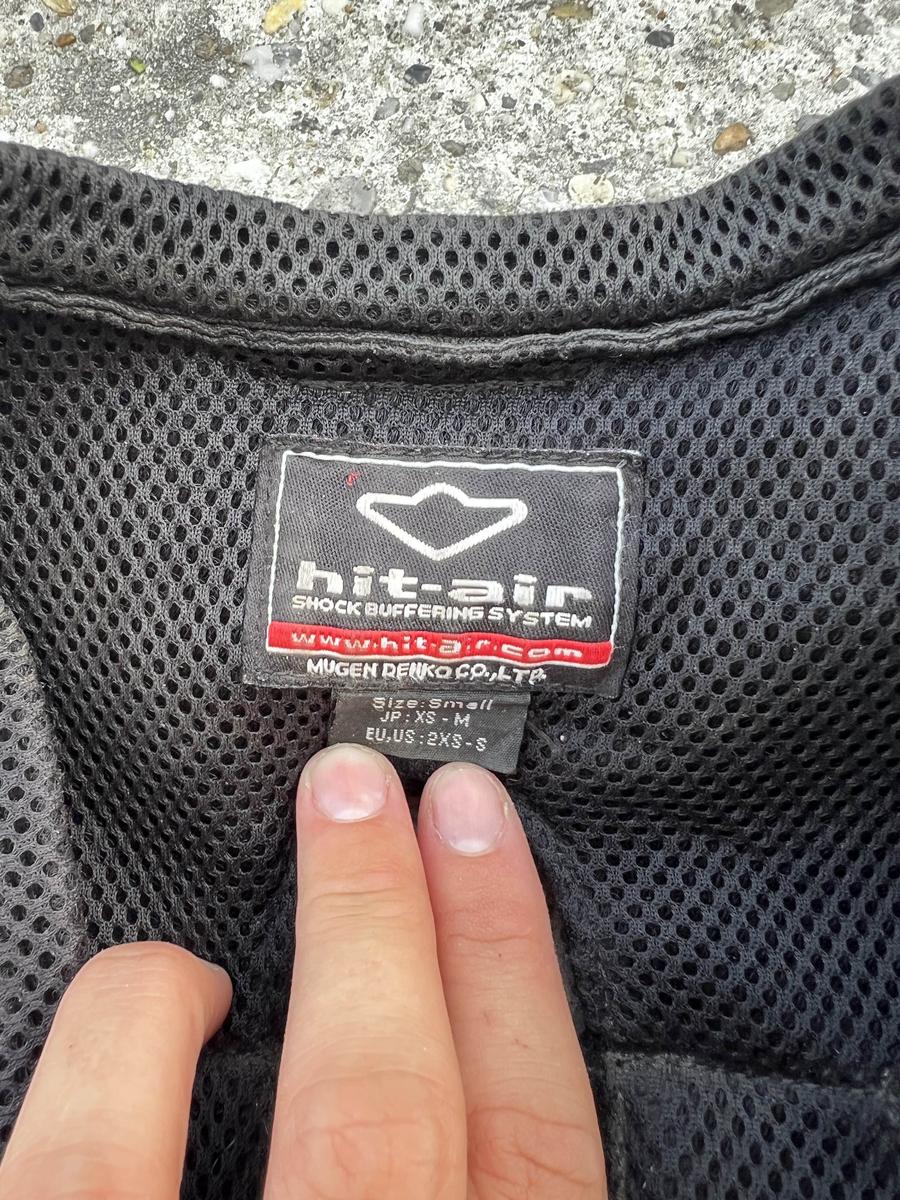 hit-air
SHOCK BUFFERING SYSTEM
www.hit-air.com
MUGEN DENKO CO.,LTD.
Size:Small
JP:XS-M
EU,US:2XS-S